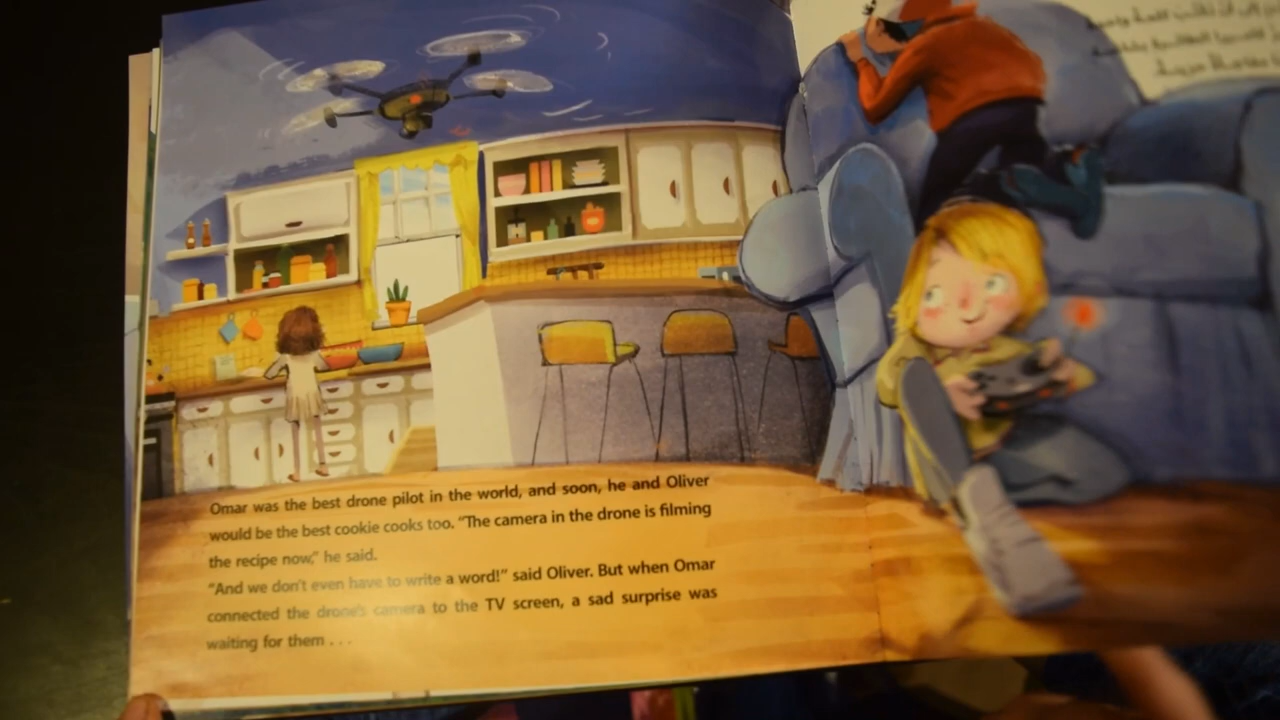 Omar was the best drone pilot in the world, and soon, he and Oliver
would be the best cookie cooks too. “The camera in the drone is filming
the recipe now,” he said.
“And we don’t even have to write a word!” said Oliver. But when Omar
connected the drone’s camera to the TV screen, a sad surprise was
waiting for them . . .